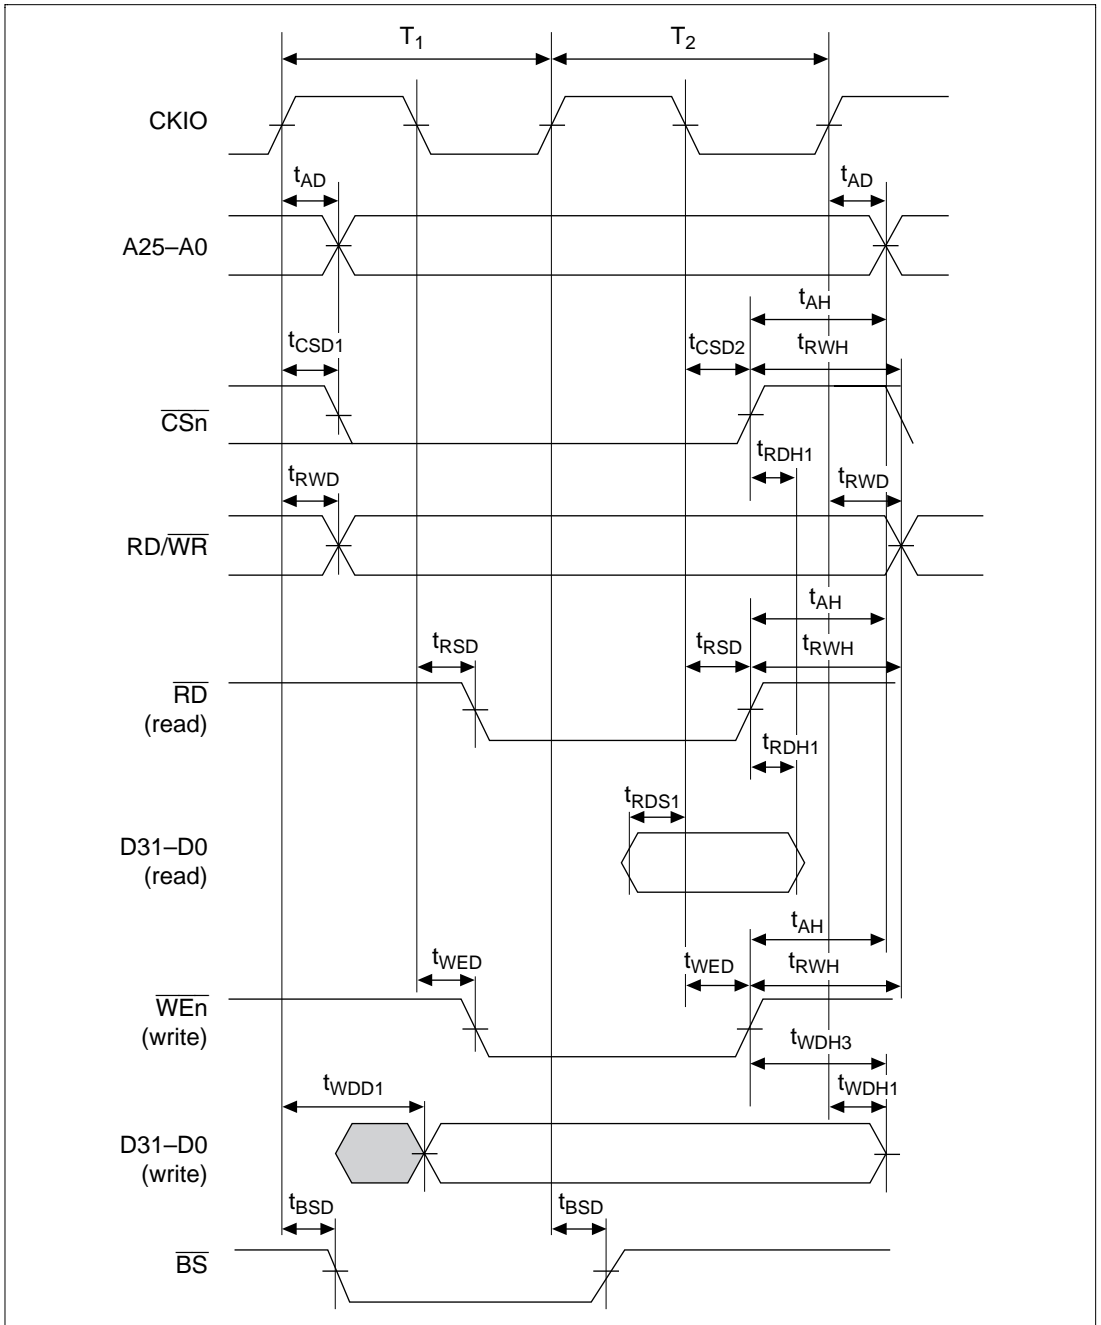 T1 T2
CKIO
tAD tAD
A25–A0
tAH
tCSD1 tCSD2 tRWH
CSn
tRDH1
tRWD tRWD
RD/WR
tAH
tRSD tRSD tRWH
RD
(read)
tRDH1
tRDS1
D31–D0
(read)
tAH
tWED tWED tRWH
WEn
(write)
tWDH3
tWDD1 tWDH1
D31–D0
(write)
tBSD tBSD
BS